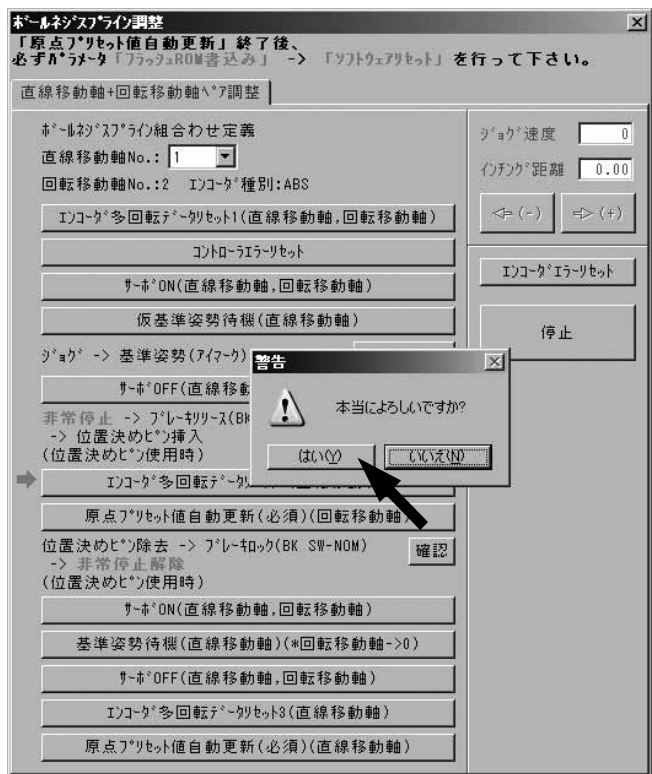 ボールネジスプライン調整
「原点プリセット値自動更新」終了後、
必ずパラメータ「フラッシュROM書込み」 -> 「ソフトウェアリセット」を行って下さい。
直線移動軸+回転移動軸ペア調整
ボールネジスプライン組合わせ定義
直線移動軸No.: 1
回転移動軸No.:2 エンコーダ種別:ABS
エンコーダ多回転データリセット1(直線移動軸,回転移動軸)
コントローラエラーリセット
サーボON(直線移動軸,回転移動軸)
仮基準姿勢待機(直線移動軸)
ジョグ -> 基準姿勢(アイマーク)
サーボOFF(直線移動
非常停止 -> ブレーキリリース(BK
-> 位置決めピン挿入
(位置決めピン使用時)
エンコーダ多回転データリ
原点プリセット値自動更新(必須)(回転移動軸)
位置決めピン除去 -> ブレーキロック(BK SW-NOM)
-> 非常停止解除
(位置決めピン使用時)
確認
サーボON(直線移動軸,回転移動軸)
基準姿勢待機(直線移動軸)(*回転移動軸->0)
サーボOFF(直線移動軸,回転移動軸)
エンコーダ多回転データリセット3(直線移動軸)
原点プリセット値自動更新(必須)(直線移動軸)
ジョグ速度 0
インチング距離 0.00
<=(-) =>(+)
エンコーダエラーリセット
停止
警告
本当によろしいですか?
はい(Y) いいえ(N)